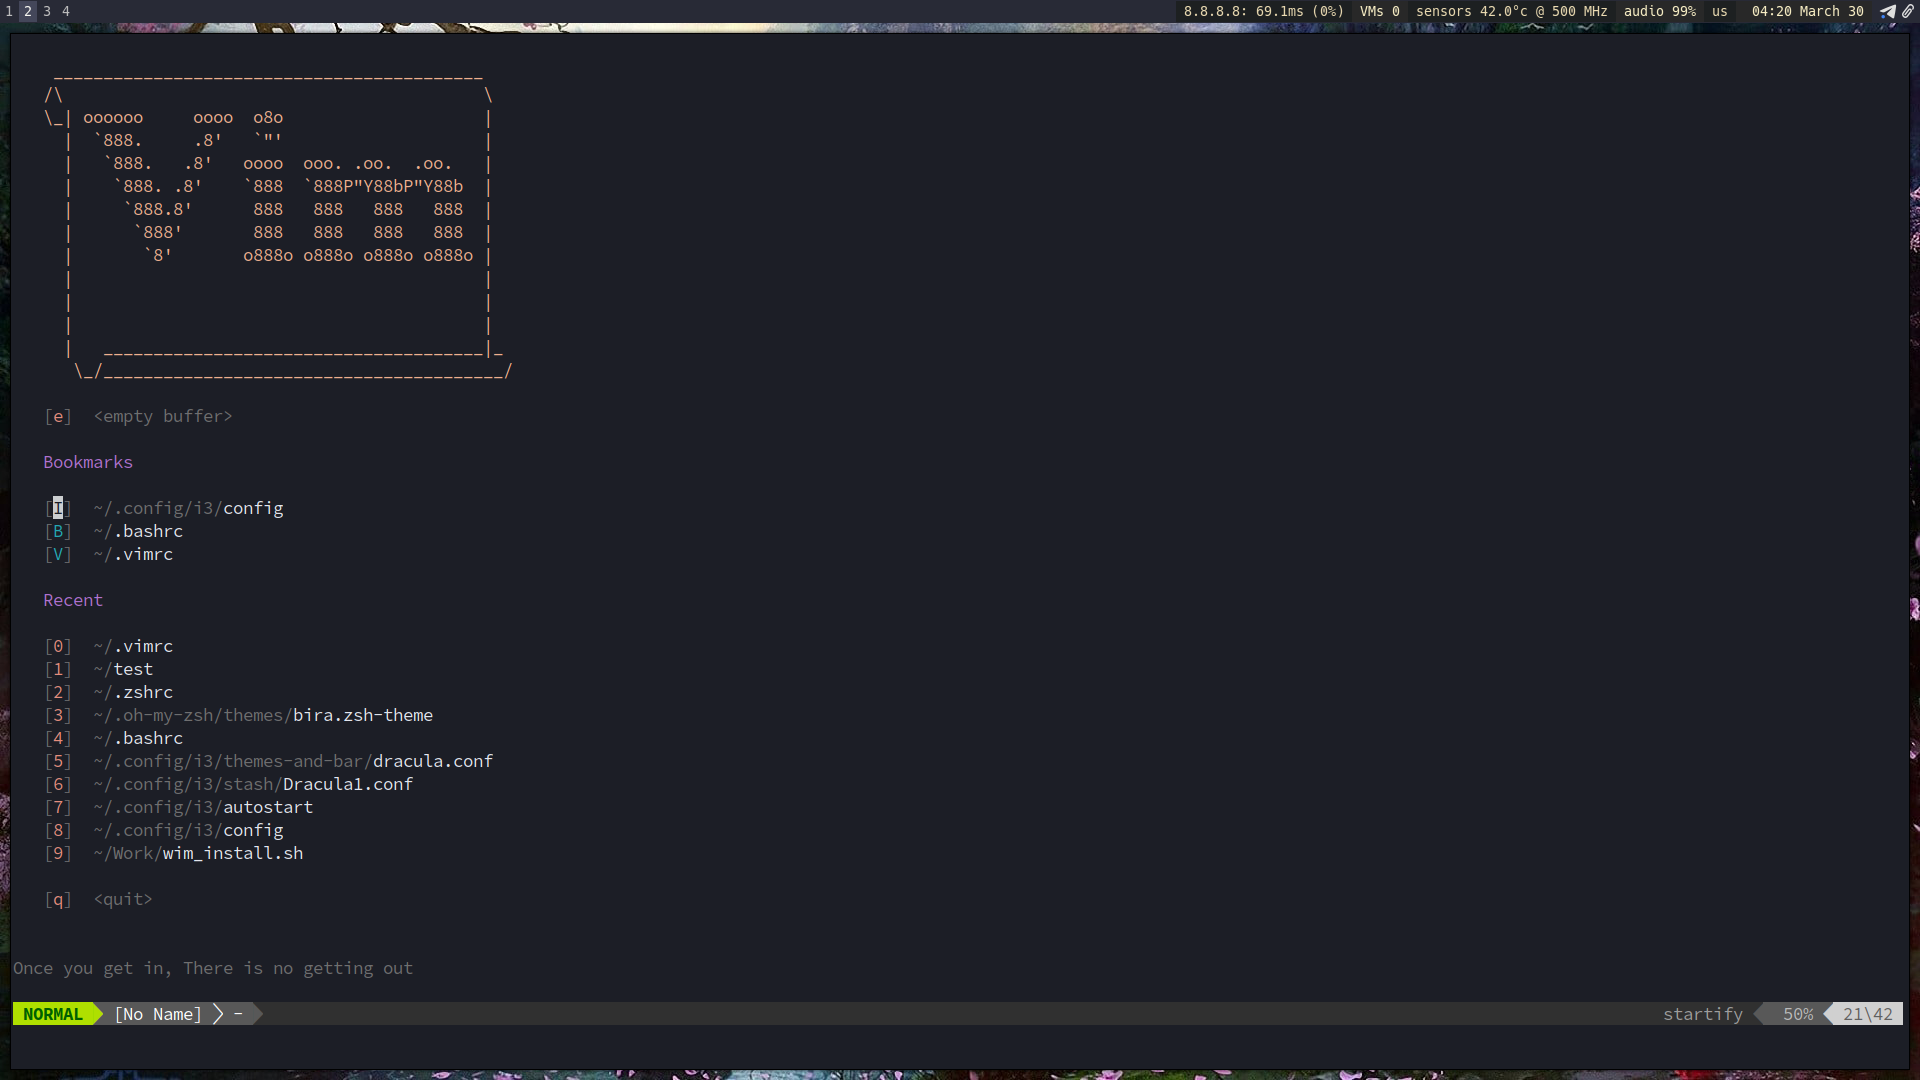 1 2 3 4 8.8.8.8: 69.1ms (0%) VMs 0 sensors 42.0°c @ 500 MHz audio 99% us 04:20 March 30
 ___________________________________________
/\                                          \
\_| oooooo     oooo  o8o                    |
  |  `888.     .8'   `"'                    |
  |   `888.   .8'   oooo  ooo. .oo.  .oo.   |
  |    `888. .8'    `888  `888P"Y88bP"Y88b  |
  |     `888.8'      888   888   888   888  |
  |      `888'       888   888   888   888  |
  |       `8'       o888o o888o o888o o888o |
  |                                         |
  |                                         |
  |                                         |
  |   ______________________________________|_
   \_/________________________________________/
[e] <empty buffer>
Bookmarks
[I] ~/.config/i3/config
[B] ~/.bashrc
[V] ~/.vimrc
Recent
[0] ~/.vimrc
[1] ~/test
[2] ~/.zshrc
[3] ~/.oh-my-zsh/themes/bira.zsh-theme
[4] ~/.bashrc
[5] ~/.config/i3/themes-and-bar/dracula.conf
[6] ~/.config/i3/stash/Dracula1.conf
[7] ~/.config/i3/autostart
[8] ~/.config/i3/config
[9] ~/Work/wim_install.sh
[q] <quit>
Once you get in, There is no getting out
NORMAL [No Name] - startify 50% 21\42